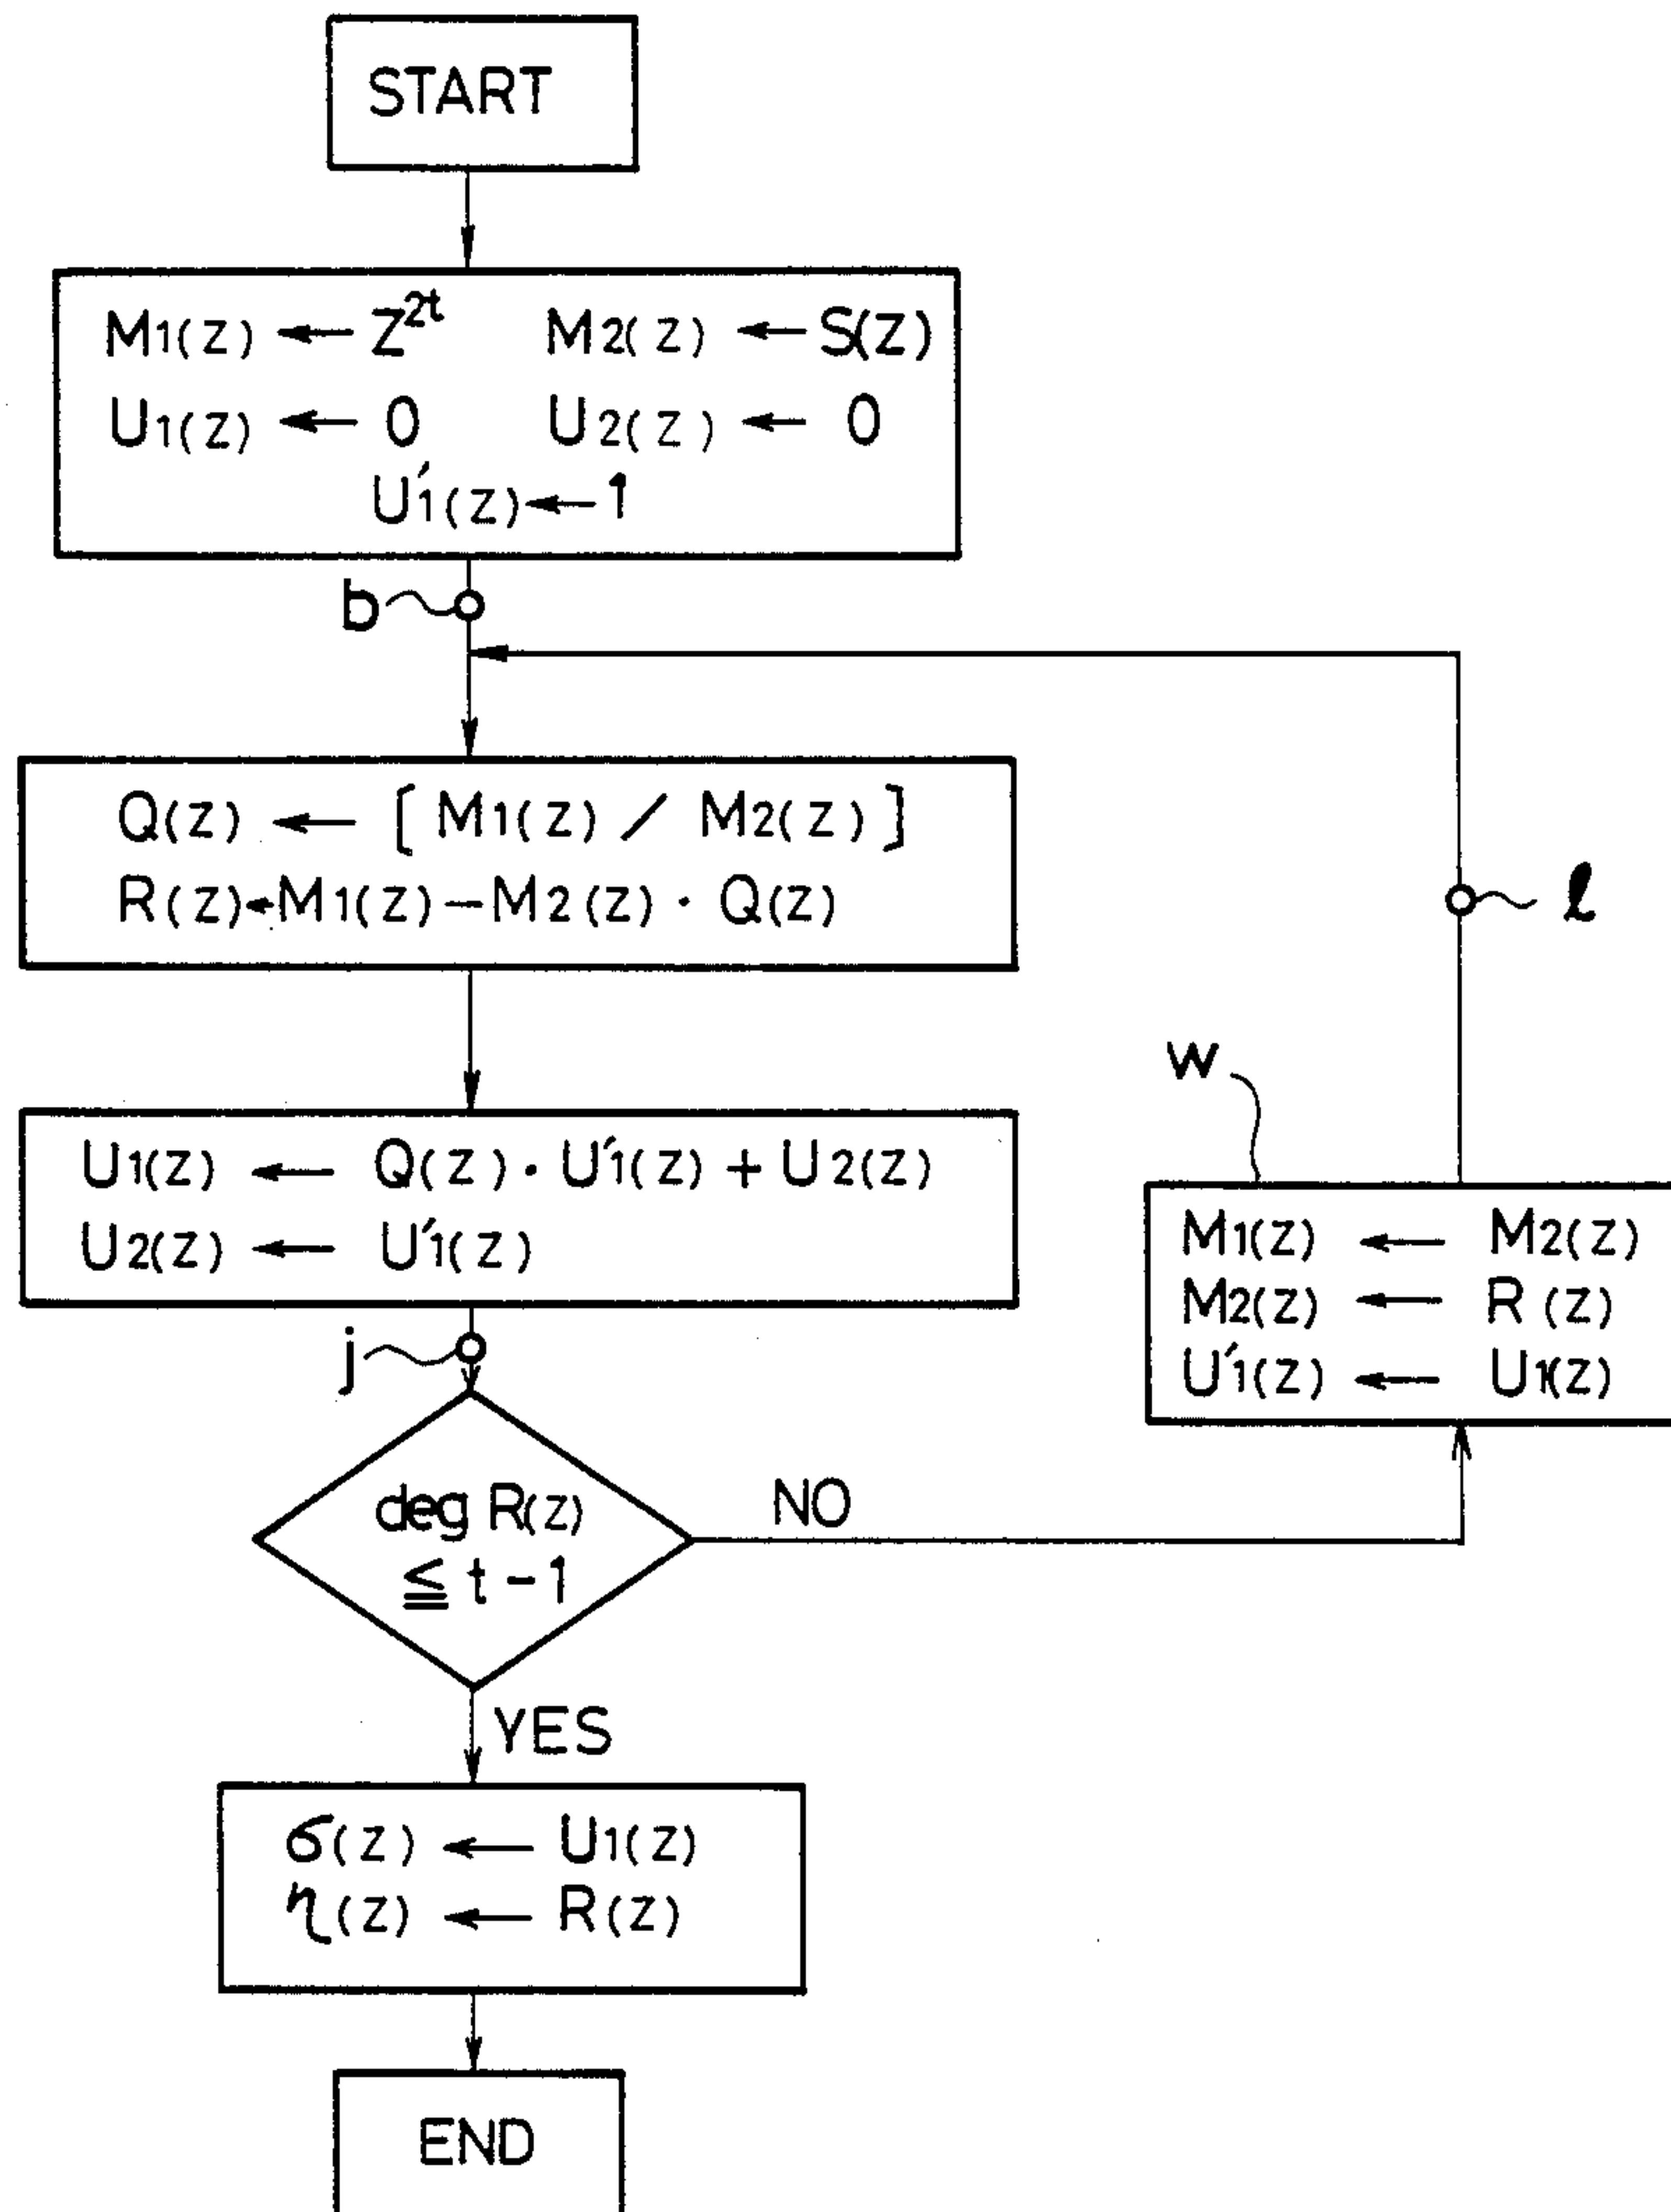 START
M1(Z) ← Z^2t M2(Z) ← S(Z)
U1(Z) ← 0 U2(Z) ← 0
U'1(Z) ← 1
b
Q(Z) ← [ M1(Z) / M2(Z) ]
R(Z) ← M1(Z) - M2(Z) · Q(Z)
ℓ
w
U1(Z) ← Q(Z) · U'1(Z) + U2(Z)
U2(Z) ← U'1(Z)
M1(Z) ← M2(Z)
M2(Z) ← R(Z)
U'1(Z) ← U1(Z)
j
deg R(Z)
≦ t - 1
NO
YES
σ(Z) ← U1(Z)
η(Z) ← R(Z)
END